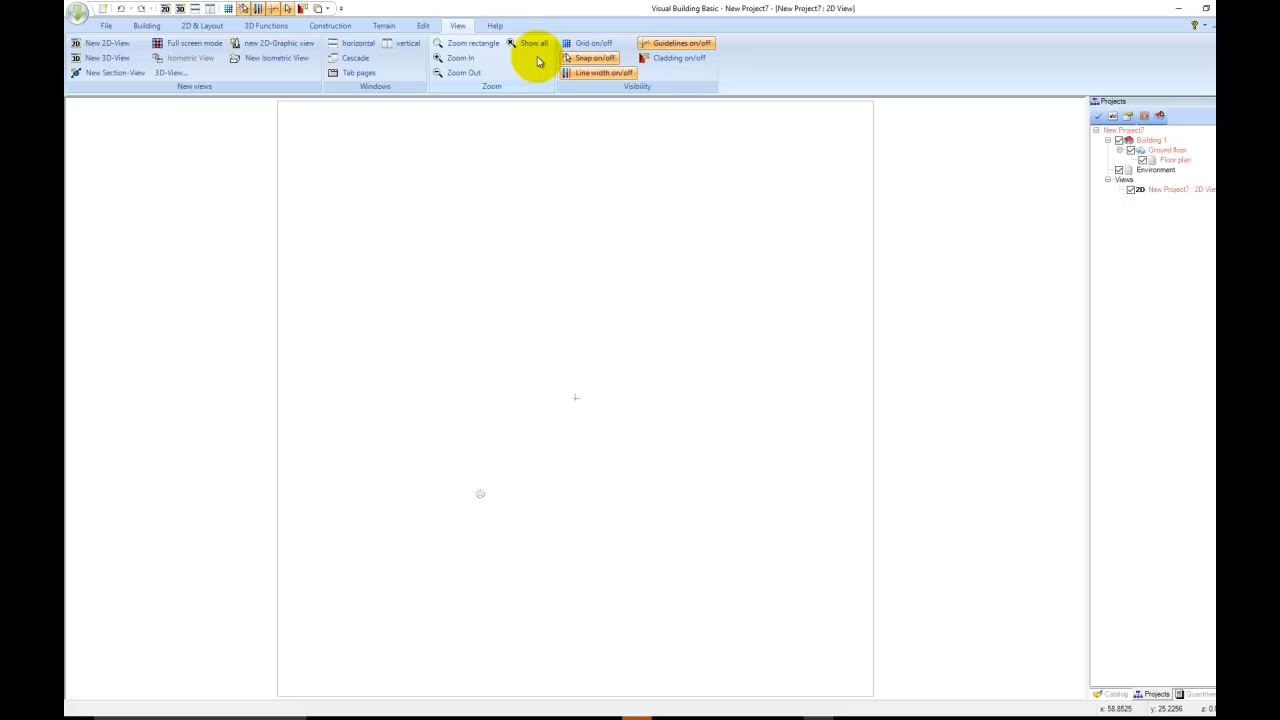 Visual Building Basic - New Project7 - [New Project7 : 2D View]
File Building 2D & Layout 3D Functions Construction Terrain Edit View Help
New 2D-View Full screen mode new 2D-Graphic view horizontal vertical Zoom rectangle Show all Grid on/off Guidelines on/off
New 3D-View Isometric View New Isometric View Cascade Zoom In Snap on/off Cladding on/off
New Section-View 3D-View... Tab pages Zoom Out Line width on/off
New views Windows Zoom Visibility
Projects
New Project7
Building 1
Ground floor
Floor plan
Environment
Views
2D New Project7 : 2D Vie
Catalog Projects Quantities
x: 58.8525 y: 25.2256 z: 0.